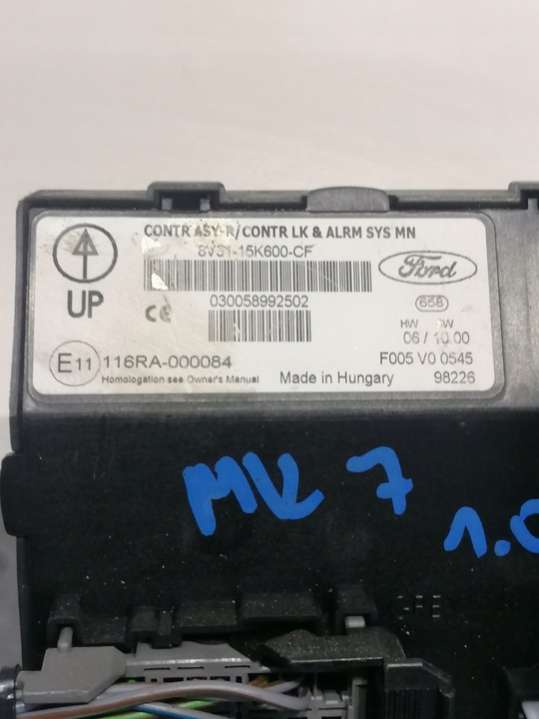 CONTR ASY-R/CONTR LK & ALRM SYS MN
8V51-15K600-CF
Ford
UP
CE
030058992502
658
HW SW
06 / 10.00
E11 116RA-000084
F005 V0 0545
Homologation see Owner's Manual
Made in Hungary
98226
MK 7